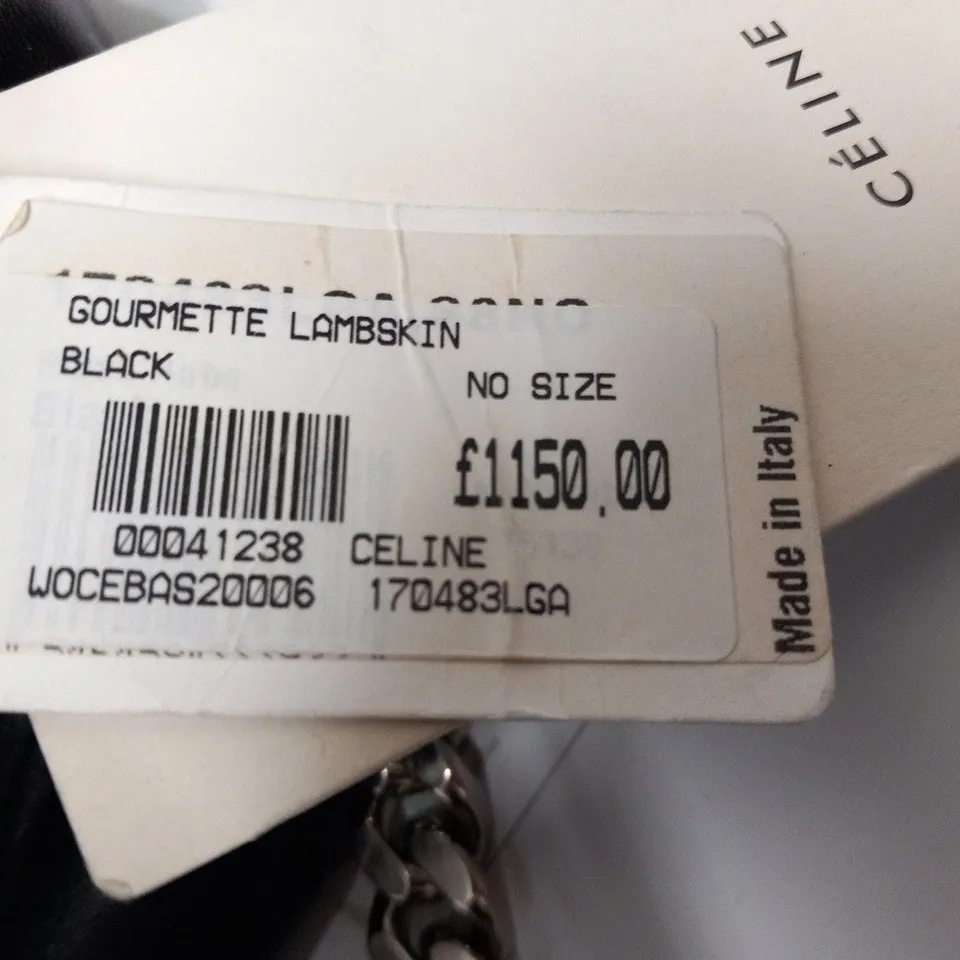 CÉLINE
GOURMETTE LAMBSKIN
BLACK
NO SIZE
£1150.00
00041238 CELINE
WOCEBAS20006 170483LGA
Made in Italy